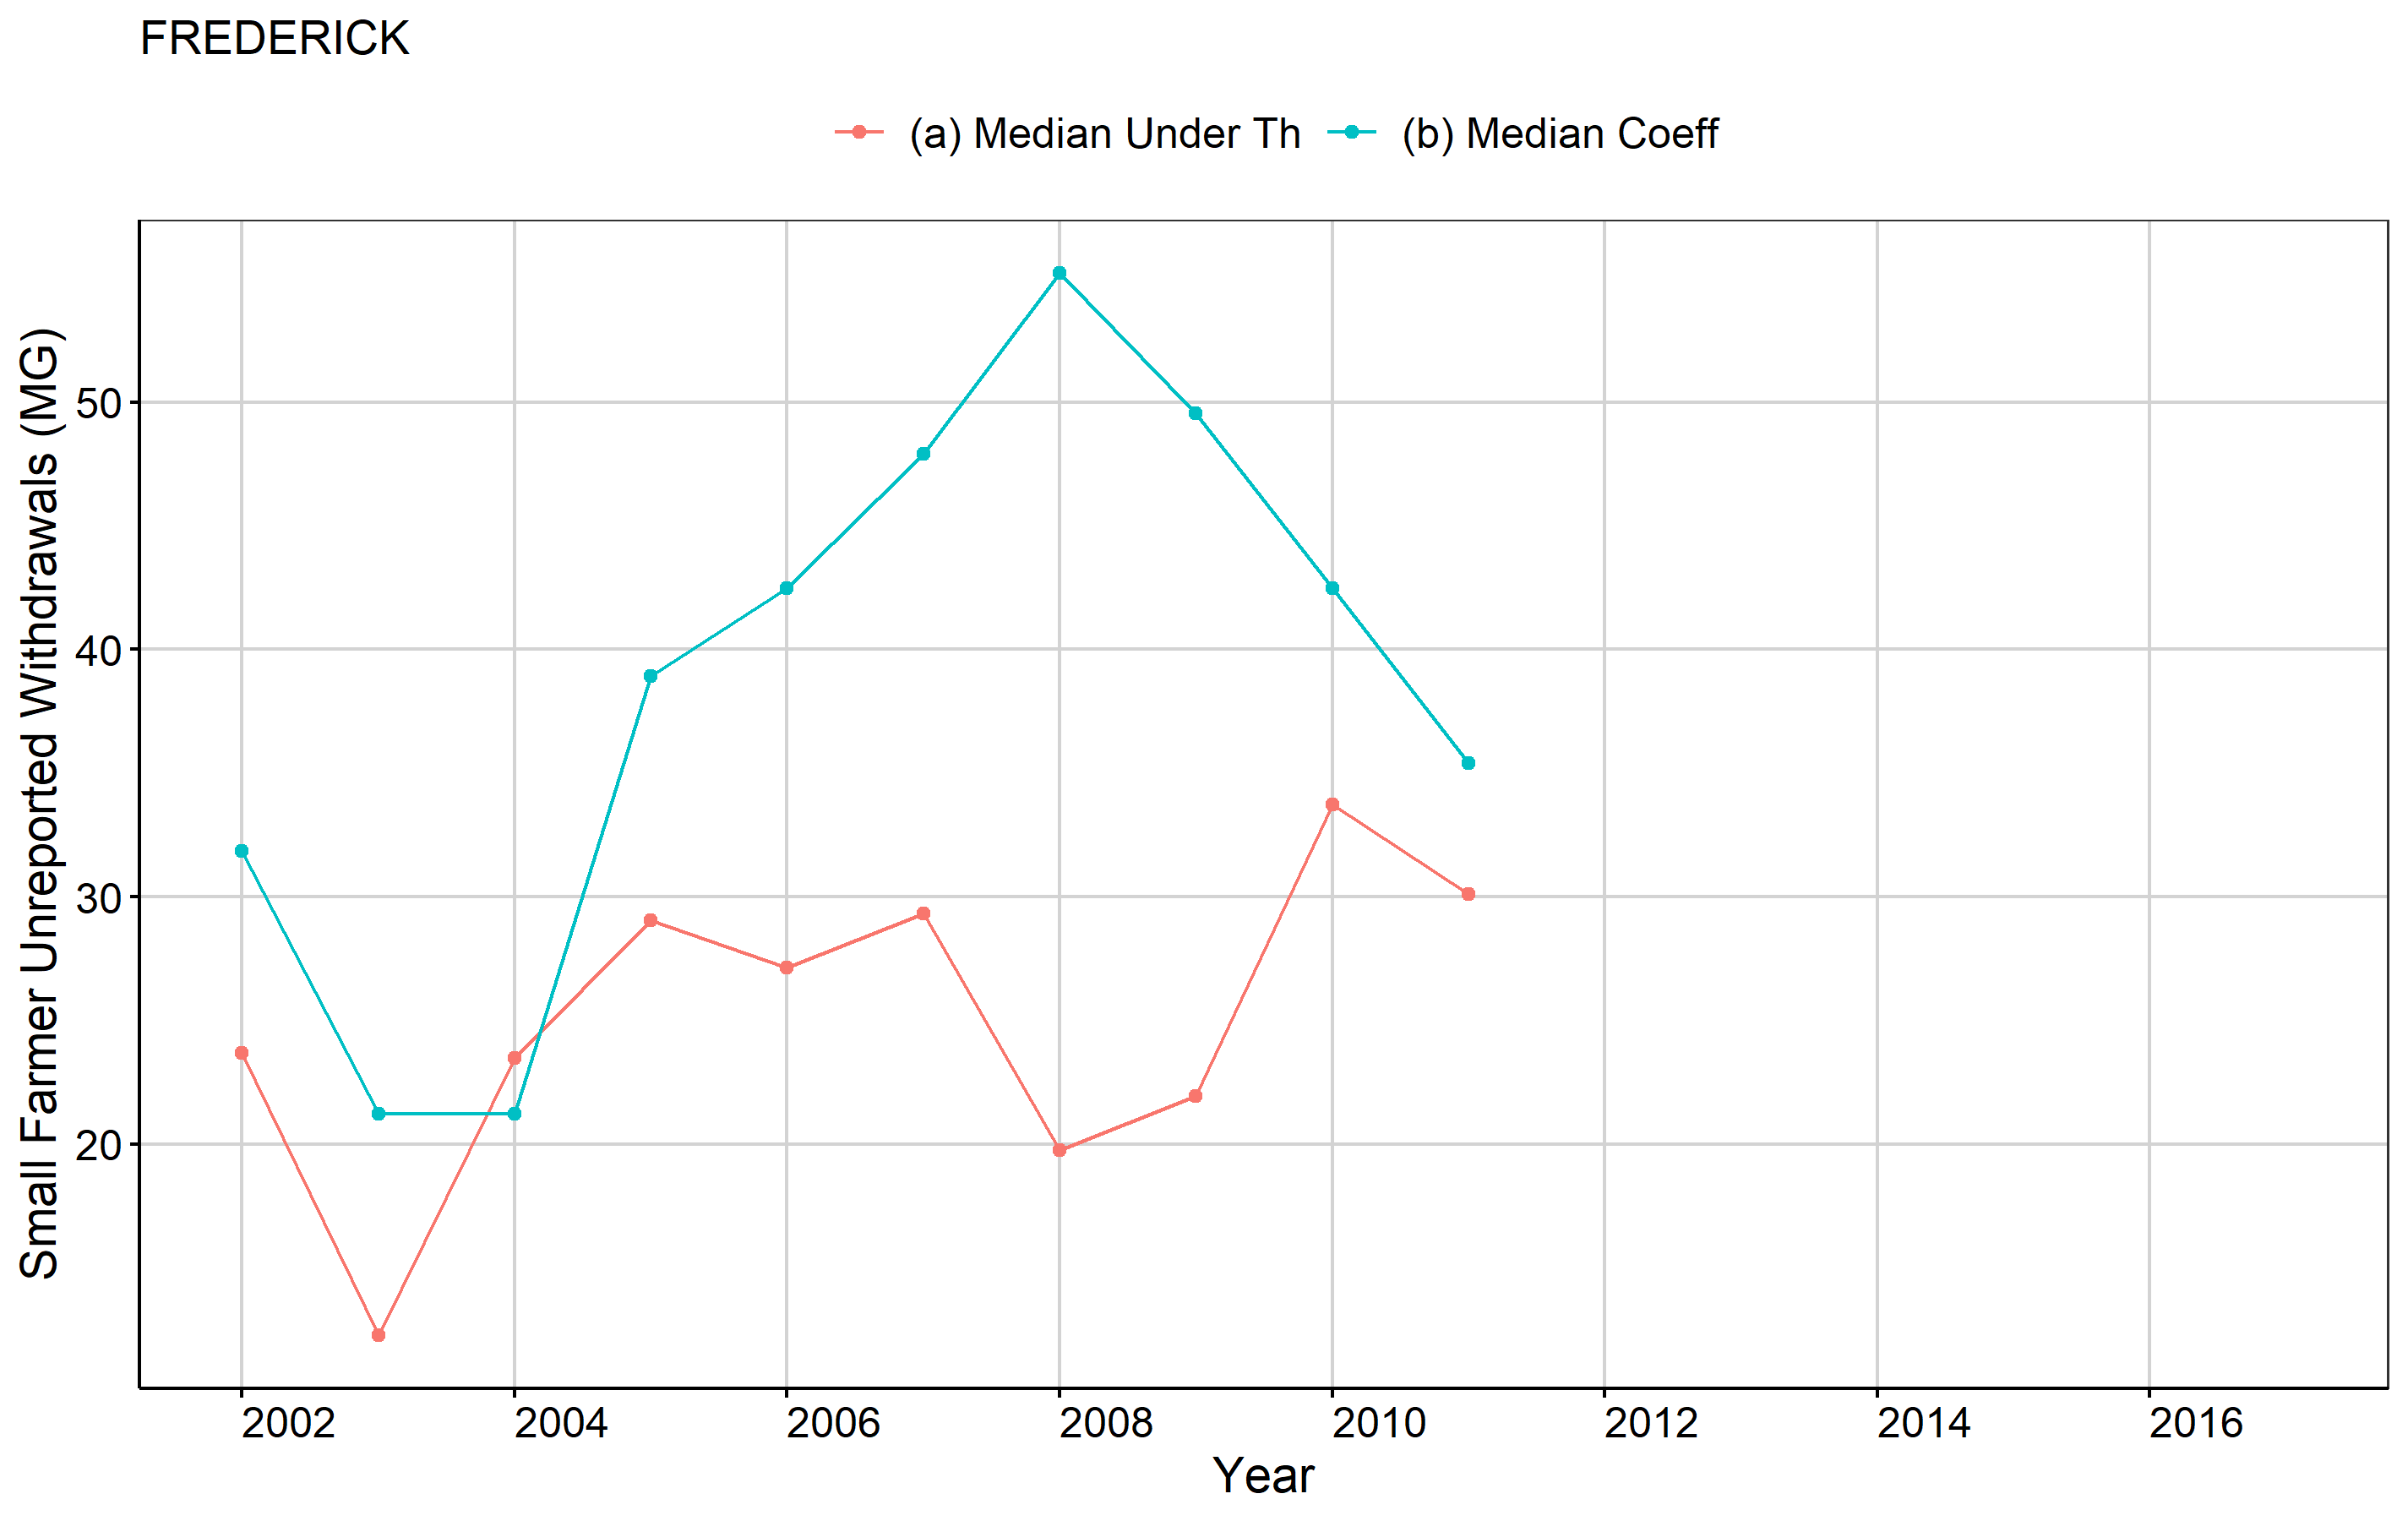 FREDERICK
(a) Median Under Th (b) Median Coeff
Small Farmer Unreported Withdrawals (MG)
50
40
30
20
2002 2004 2006 2008 2010 2012 2014 2016
Year